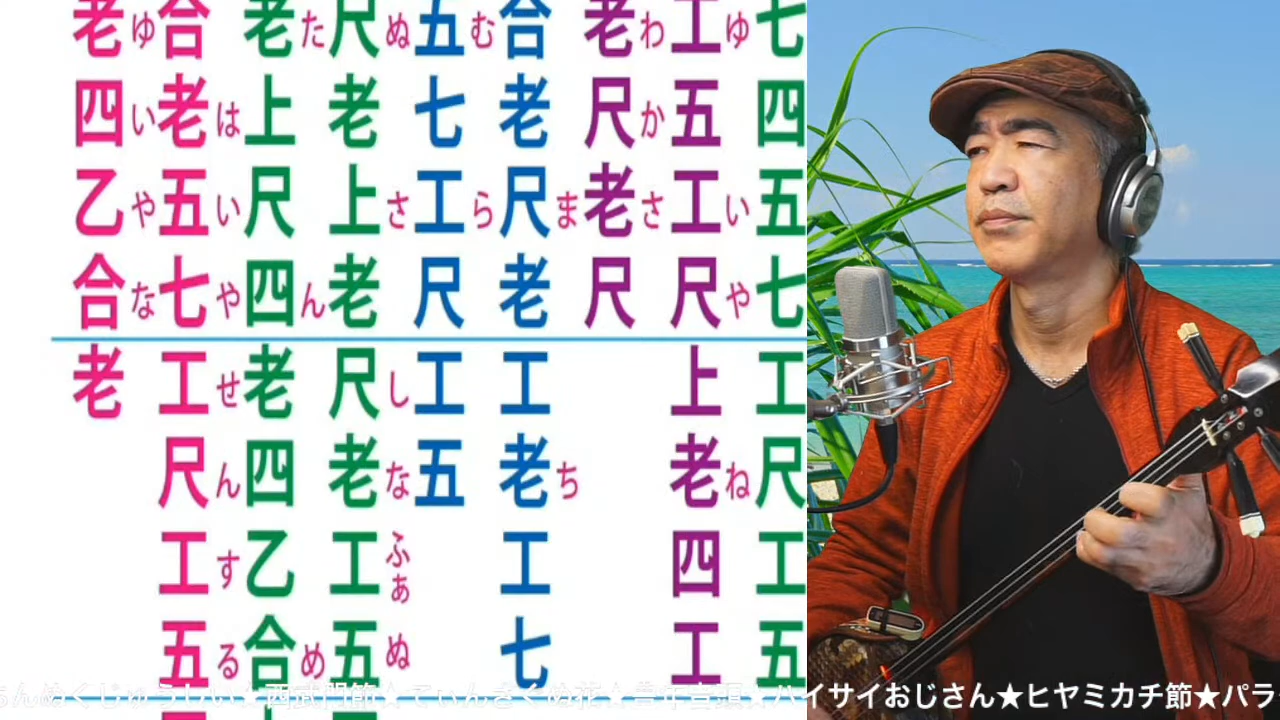 七四五七工尺工五
ゆいやね
工五工尺上老四工
わかさ
老尺老尺
まち
合老尺老工老工七
むら
五七工尺工五
ぬさしなふぁぬ
尺老上老尺老工五
たんめ
老上尺四老四乙合
はいやせんする
合老五七工尺工五
ゆいやな
老四乙合老
西武門節★てぃんさぐぬ花★豊年音頭★ハイサイおじさん★ヒヤミカチ節★パラ